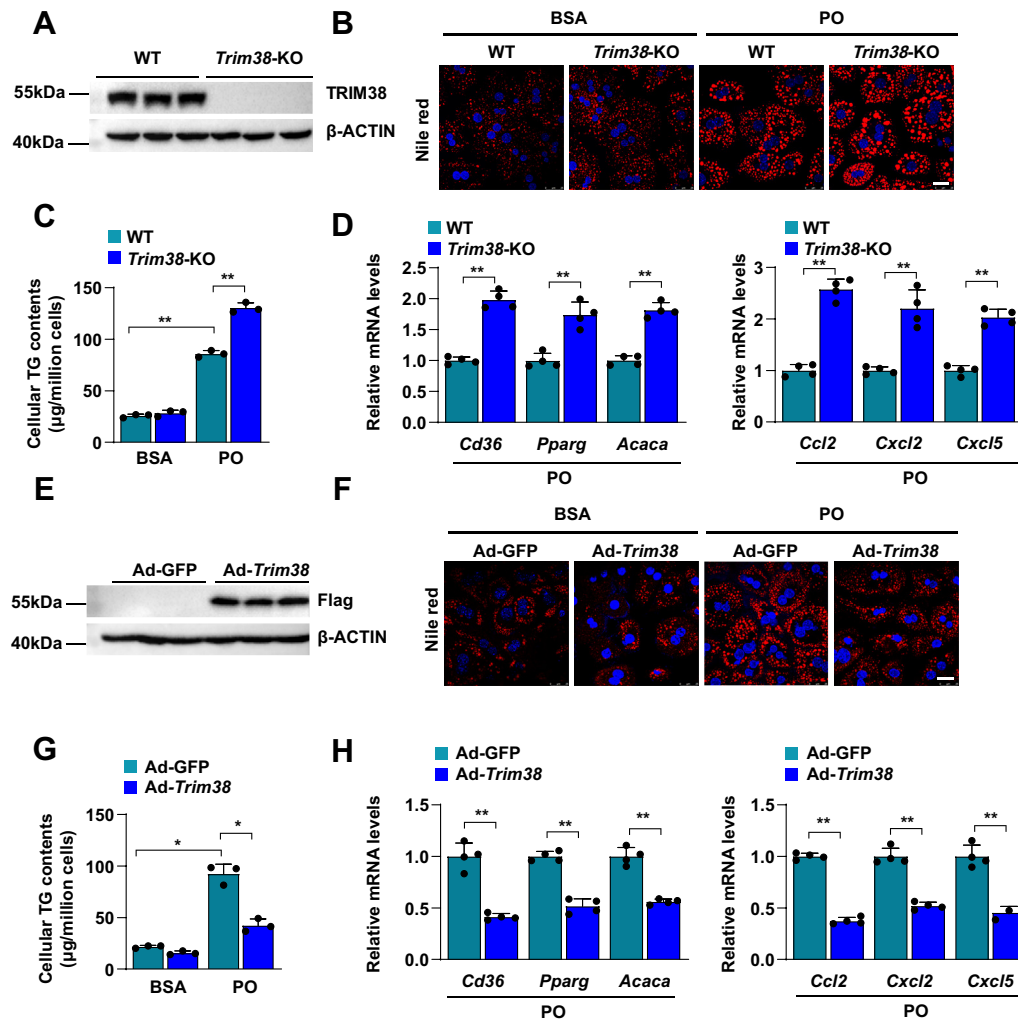 A
WT
Trim38-KO
55kDa
TRIM38
40kDa
β-ACTIN
B
BSA
PO
WT
Trim38-KO
WT
Trim38-KO
Nile red
C
WT
Trim38-KO
Cellular TG contents
(µg/million cells)
150
100
50
0
**
**
BSA
PO
D
WT
Trim38-KO
Relative mRNA levels
2.5
2.0
1.5
1.0
0.5
0.0
**
**
**
Cd36
Pparg
Acaca
PO
WT
Trim38-KO
Relative mRNA levels
3
2
1
0
**
**
**
Ccl2
Cxcl2
Cxcl5
PO
E
Ad-GFP
Ad-Trim38
55kDa
Flag
40kDa
β-ACTIN
F
BSA
PO
Ad-GFP
Ad-Trim38
Ad-GFP
Ad-Trim38
Nile red
G
Ad-GFP
Ad-Trim38
Cellular TG contents
(µg/million cells)
150
100
50
0
*
*
BSA
PO
H
Ad-GFP
Ad-Trim38
Relative mRNA levels
1.5
1.0
0.5
0.0
**
**
**
Cd36
Pparg
Acaca
PO
Ad-GFP
Ad-Trim38
Relative mRNA levels
1.5
1.0
0.5
0.0
**
**
**
Ccl2
Cxcl2
Cxcl5
PO